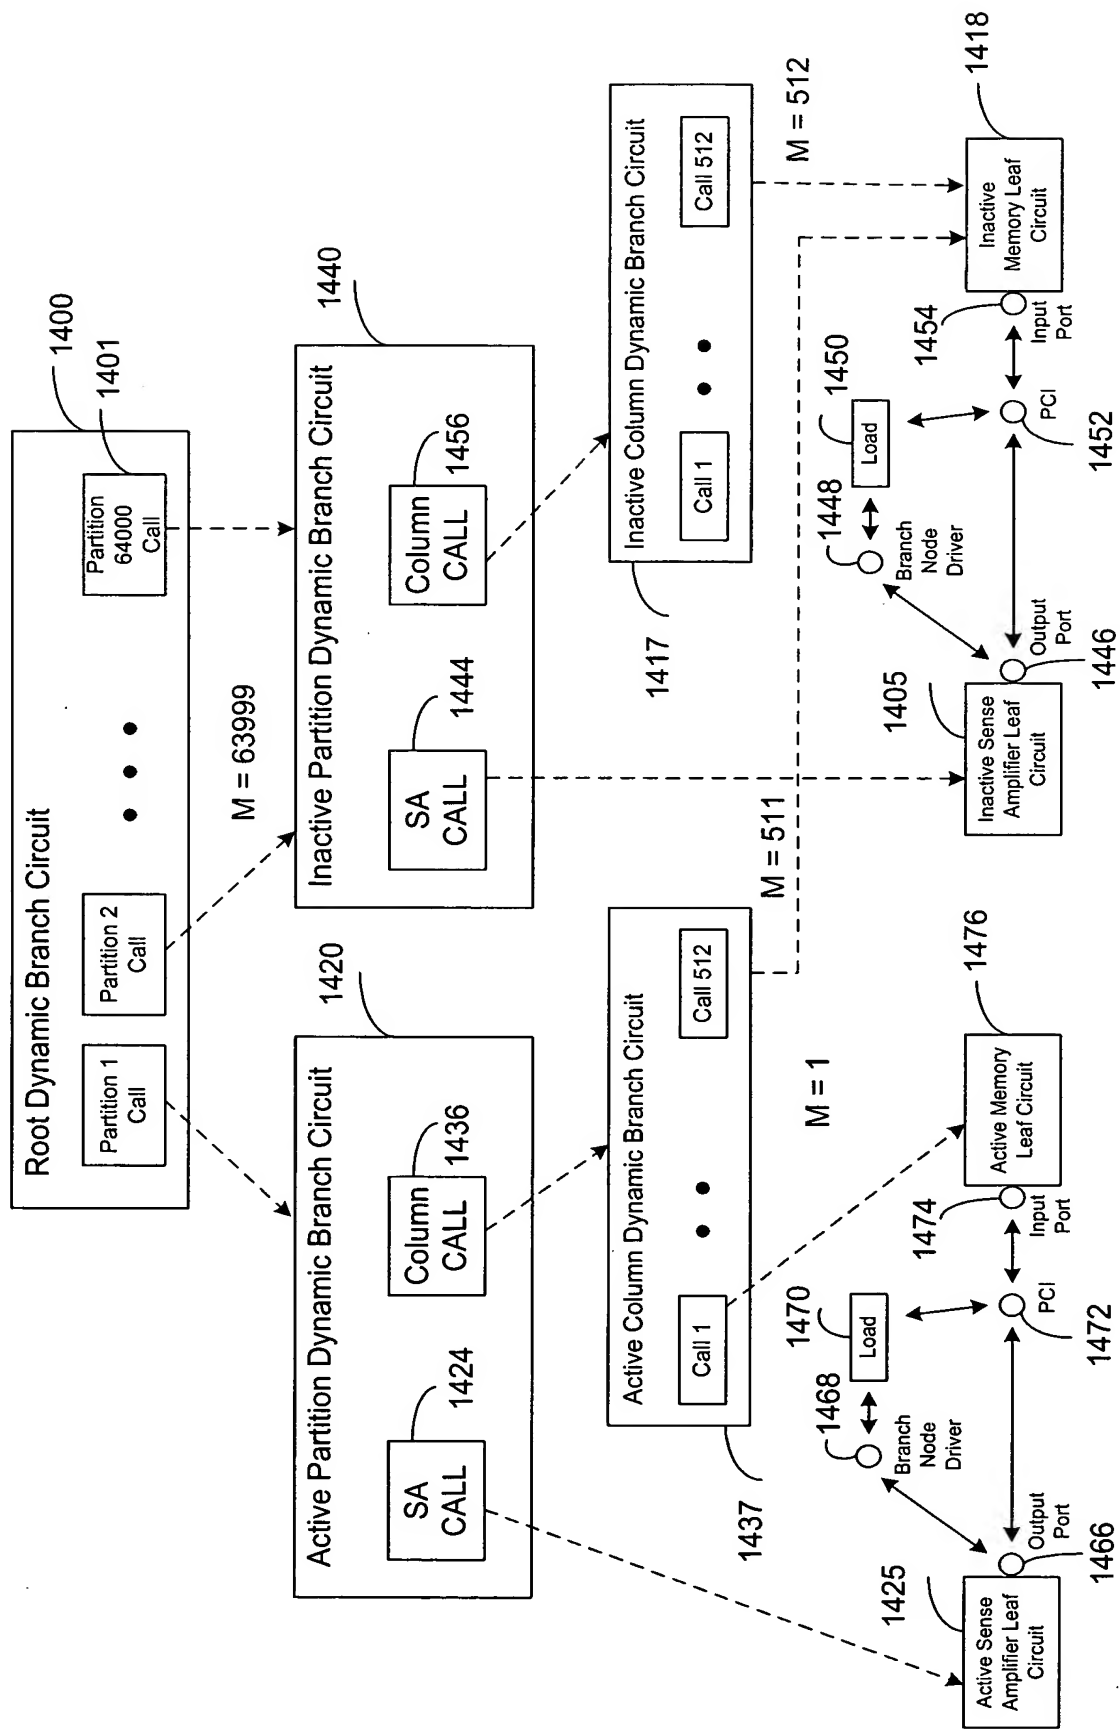 Root Dynamic Branch Circuit
1400
1401
Partition 1
Call
Partition 2
Call
Partition
64000
Call
M = 63999
1420
1440
Active Partition Dynamic Branch Circuit
SA
CALL
1424
Column
CALL
1436
Inactive Partition Dynamic Branch Circuit
SA
CALL
1444
Column
CALL
1456
1437
Active Column Dynamic Branch Circuit
Call 1
Call 512
M = 511
M = 1
1417
Inactive Column Dynamic Branch Circuit
Call 1
Call 512
M = 512
1425
Active Sense
Amplifier Leaf
Circuit
Output
Port
1466
1468
Branch
Node
Driver
1470
Load
PCI
1472
1474
Input
Port
Active Memory
Leaf Circuit
1476
1405
Inactive Sense
Amplifier Leaf
Circuit
Output
Port
1446
1448
Branch
Node
Driver
1450
Load
PCI
1452
1454
Input
Port
Inactive
Memory Leaf
Circuit
1418